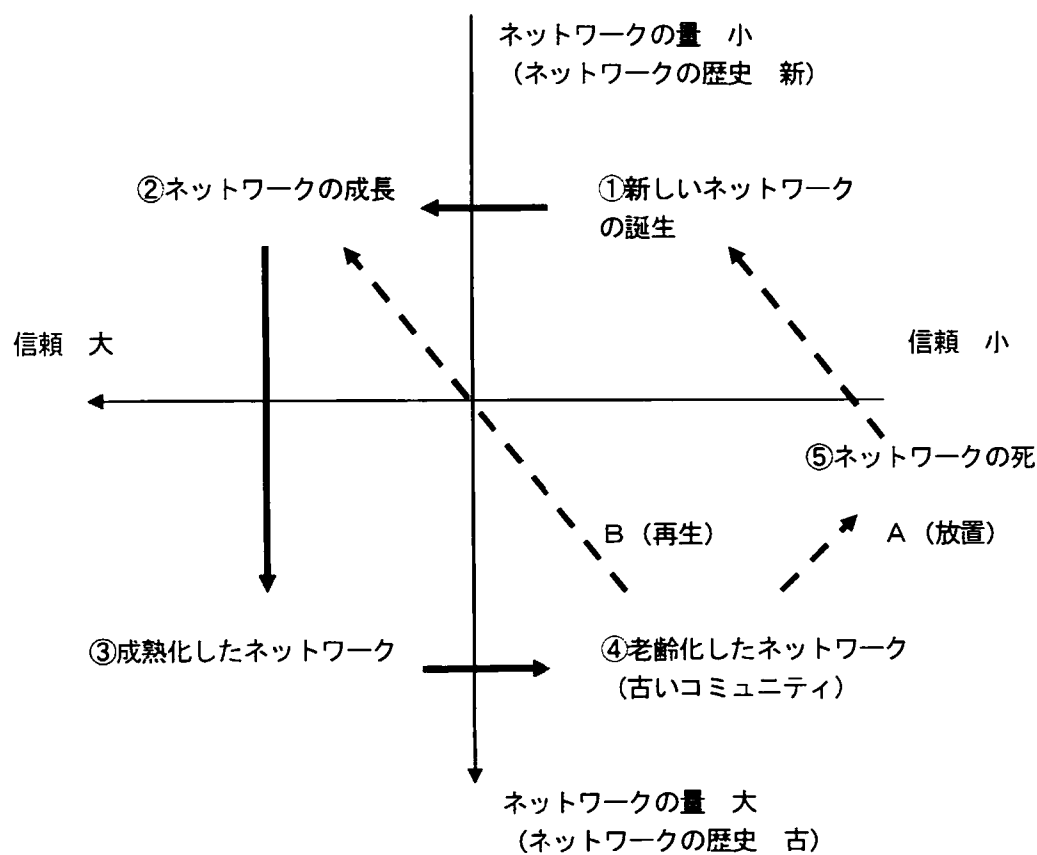 ネットワークの量　小
（ネットワークの歴史　新）
②ネットワークの成長
①新しいネットワーク
の誕生
信頼　大
信頼　小
⑤ネットワークの死
B（再生）
A（放置）
③成熟化したネットワーク
④老齢化したネットワーク
（古いコミュニティ）
ネットワークの量　大
（ネットワークの歴史　古）